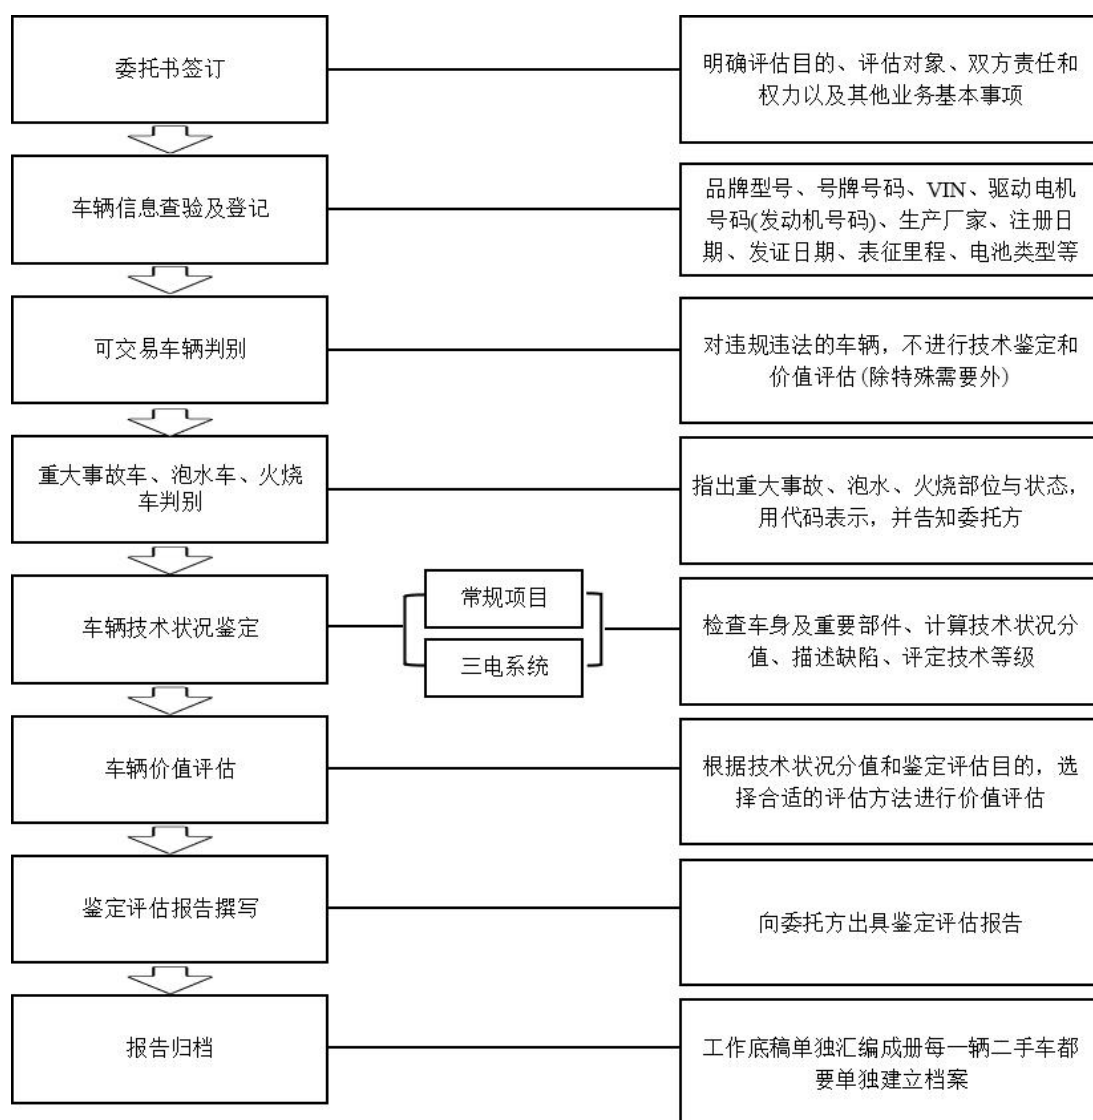 委托书签订
明确评估目的、评估对象、双方责任和
权力以及其他业务基本事项
车辆信息查验及登记
品牌型号、号牌号码、VIN、驱动电机
号码(发动机号码)、生产厂家、注册日
期、发证日期、表征里程、电池类型等
可交易车辆判别
对违规违法的车辆，不进行技术鉴定和
价值评估(除特殊需要外)
重大事故车、泡水车、火烧
车判别
指出重大事故、泡水、火烧部位与状态，
用代码表示，并告知委托方
车辆技术状况鉴定
常规项目
三电系统
检查车身及重要部件、计算技术状况分
值、描述缺陷、评定技术等级
车辆价值评估
根据技术状况分值和鉴定评估目的，选
择合适的评估方法进行价值评估
鉴定评估报告撰写
向委托方出具鉴定评估报告
报告归档
工作底稿单独汇编成册每一辆二手车都
要单独建立档案